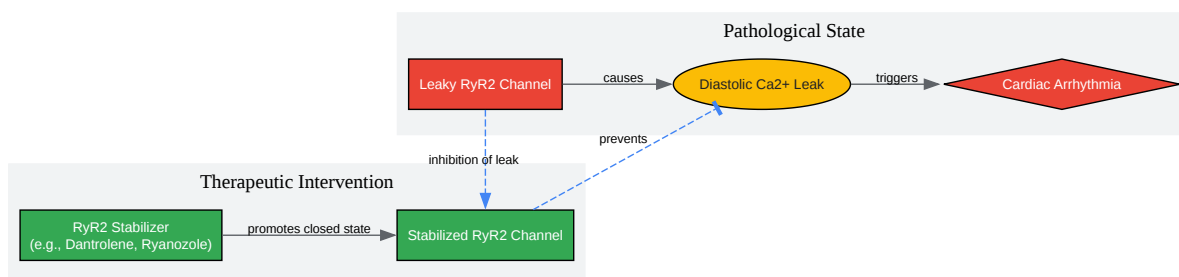 Pathological State
Leaky RyR2 Channel
causes
Diastolic Ca2+ Leak
triggers
Cardiac Arrhythmia
prevents
inhibition of leak
Therapeutic Intervention
RyR2 Stabilizer
(e.g., Dantrolene, Ryanozole)
promotes closed state
Stabilized RyR2 Channel